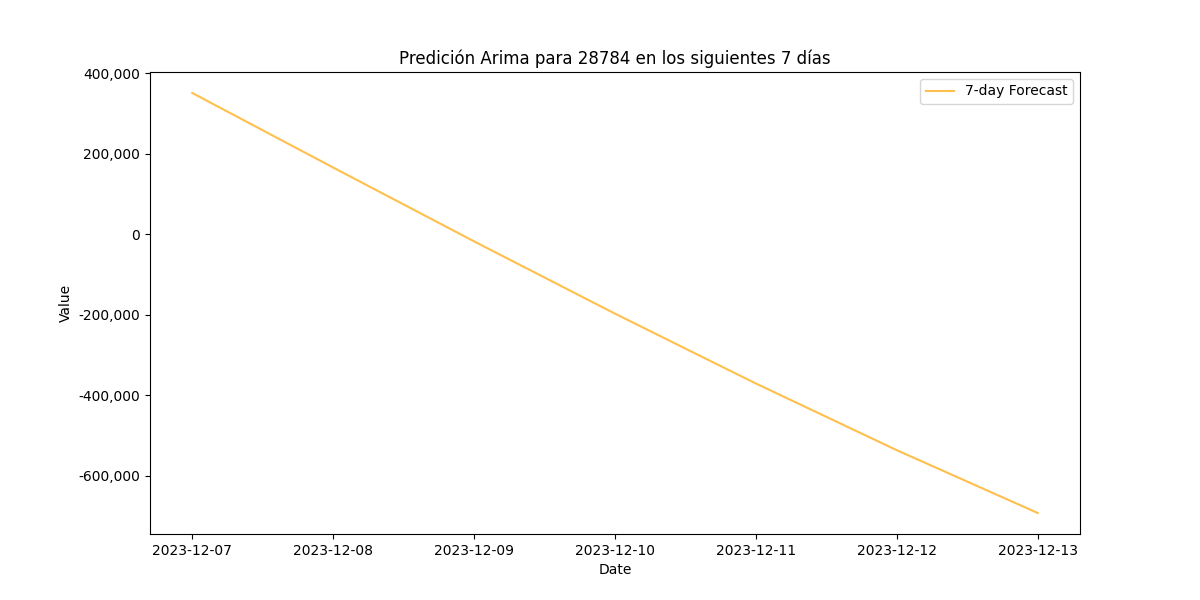 Predición Arima para 28784 en los siguientes 7 días
7-day Forecast
400,000
200,000
0
-200,000
-400,000
-600,000
Value
2023-12-07 2023-12-08 2023-12-09 2023-12-10 2023-12-11 2023-12-12 2023-12-13
Date